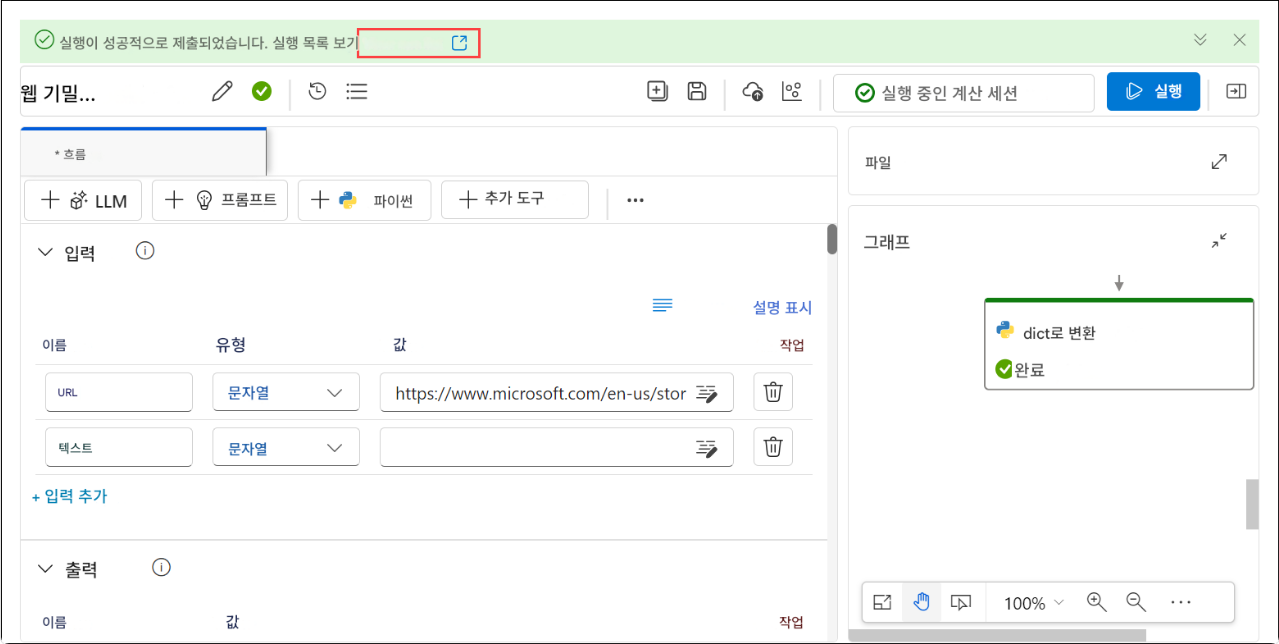 실행이 성공적으로 제출되었습니다. 실행 목록 보기
웹 기밀...
실행 중인 계산 세션
실행
* 흐름
파일
+ LLM
+ 프롬프트
+ 파이썬
+ 추가 도구
...
입력
그래프
설명 표시
이름 유형 값 작업
dict로 변환
완료
URL 문자열 https://www.microsoft.com/en-us/stor
텍스트 문자열
+ 입력 추가
출력
100%
이름 값 작업